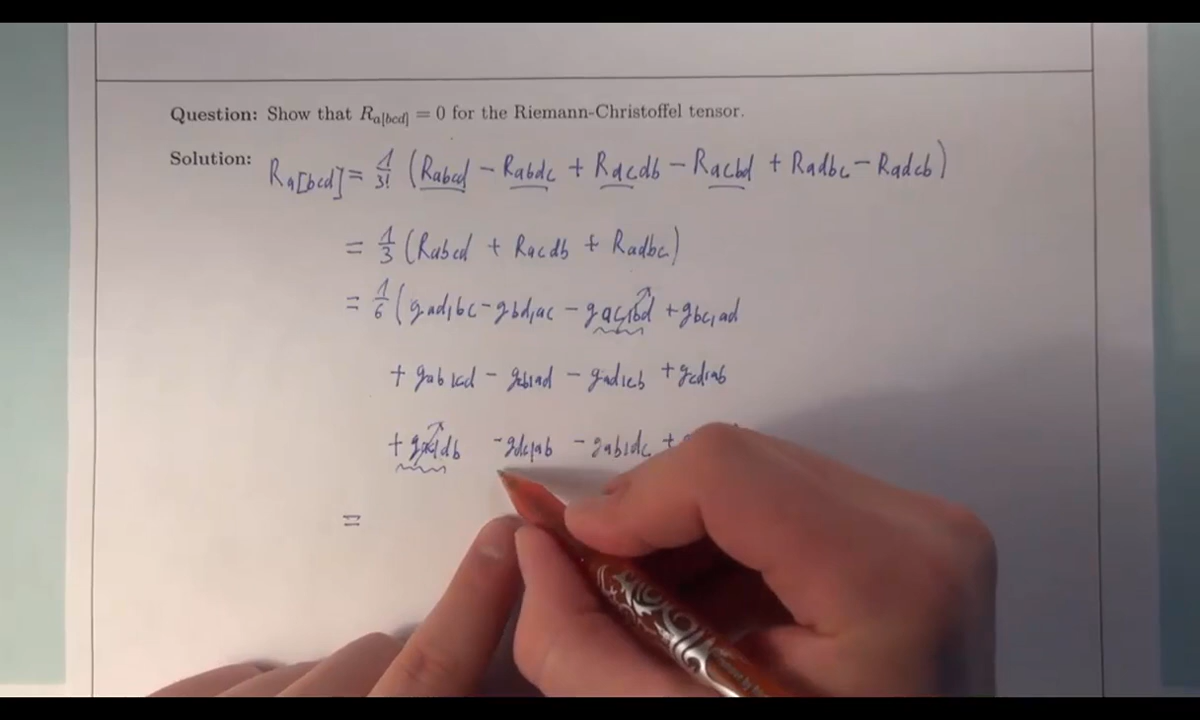 Question: Show that R_{a[bcd]} = 0 for the Riemann-Christoffel tensor.
Solution: R_{a[bcd]} = 1/3! (R_{abcd} - R_{abdc} + R_{acdb} - R_{acbd} + R_{adbc} - R_{adcb})
= 1/3 (R_{abcd} + R_{acdb} + R_{adbc})
= 1/6 (g_{ad,bc} - g_{bd,ac} - g_{ac,bd} + g_{bc,ad}
+ g_{ab,cd} - g_{cb,ad} - g_{ad,cb} + g_{cd,ab}
+ g_{ac,db} - g_{dc,ab} - g_{ab,dc} +
=